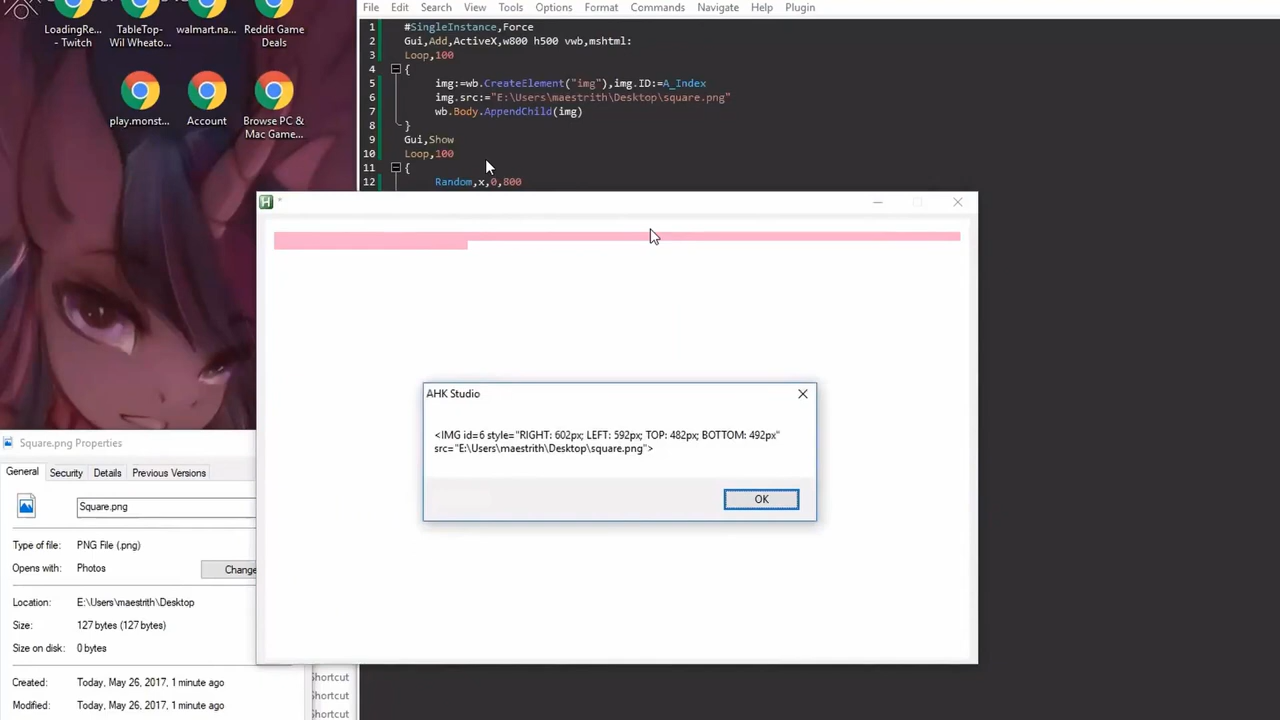 LoadingRe... - Twitch
TableTop- Wil Wheato...
walmart.na...
Reddit Game Deals
play.monst...
Account
Browse PC & Mac Game...
File Edit Search View Tools Options Format Commands Navigate Help Plugin
1 #SingleInstance,Force
2 Gui,Add,ActiveX,w800 h500 vwb,mshtml:
3 Loop,100
4 {
5 img:=wb.CreateElement("img"),img.ID:=A_Index
6 img.src:="E:\Users\maestrith\Desktop\square.png"
7 wb.Body.AppendChild(img)
8 }
9 Gui,Show
10 Loop,100
11 {
12 Random,x,0,800
AHK Studio
<IMG id=6 style="RIGHT: 602px; LEFT: 592px; TOP: 482px; BOTTOM: 492px"
src="E:\Users\maestrith\Desktop\square.png">
OK
Square.png Properties
General Security Details Previous Versions
Square.png
Type of file: PNG File (.png)
Opens with: Photos Change
Location: E:\Users\maestrith\Desktop
Size: 127 bytes (127 bytes)
Size on disk: 0 bytes
Created: Today, May 26, 2017, 1 minute ago
Modified: Today, May 26, 2017, 1 minute ago
Shortcut
Shortcut
Shortcut